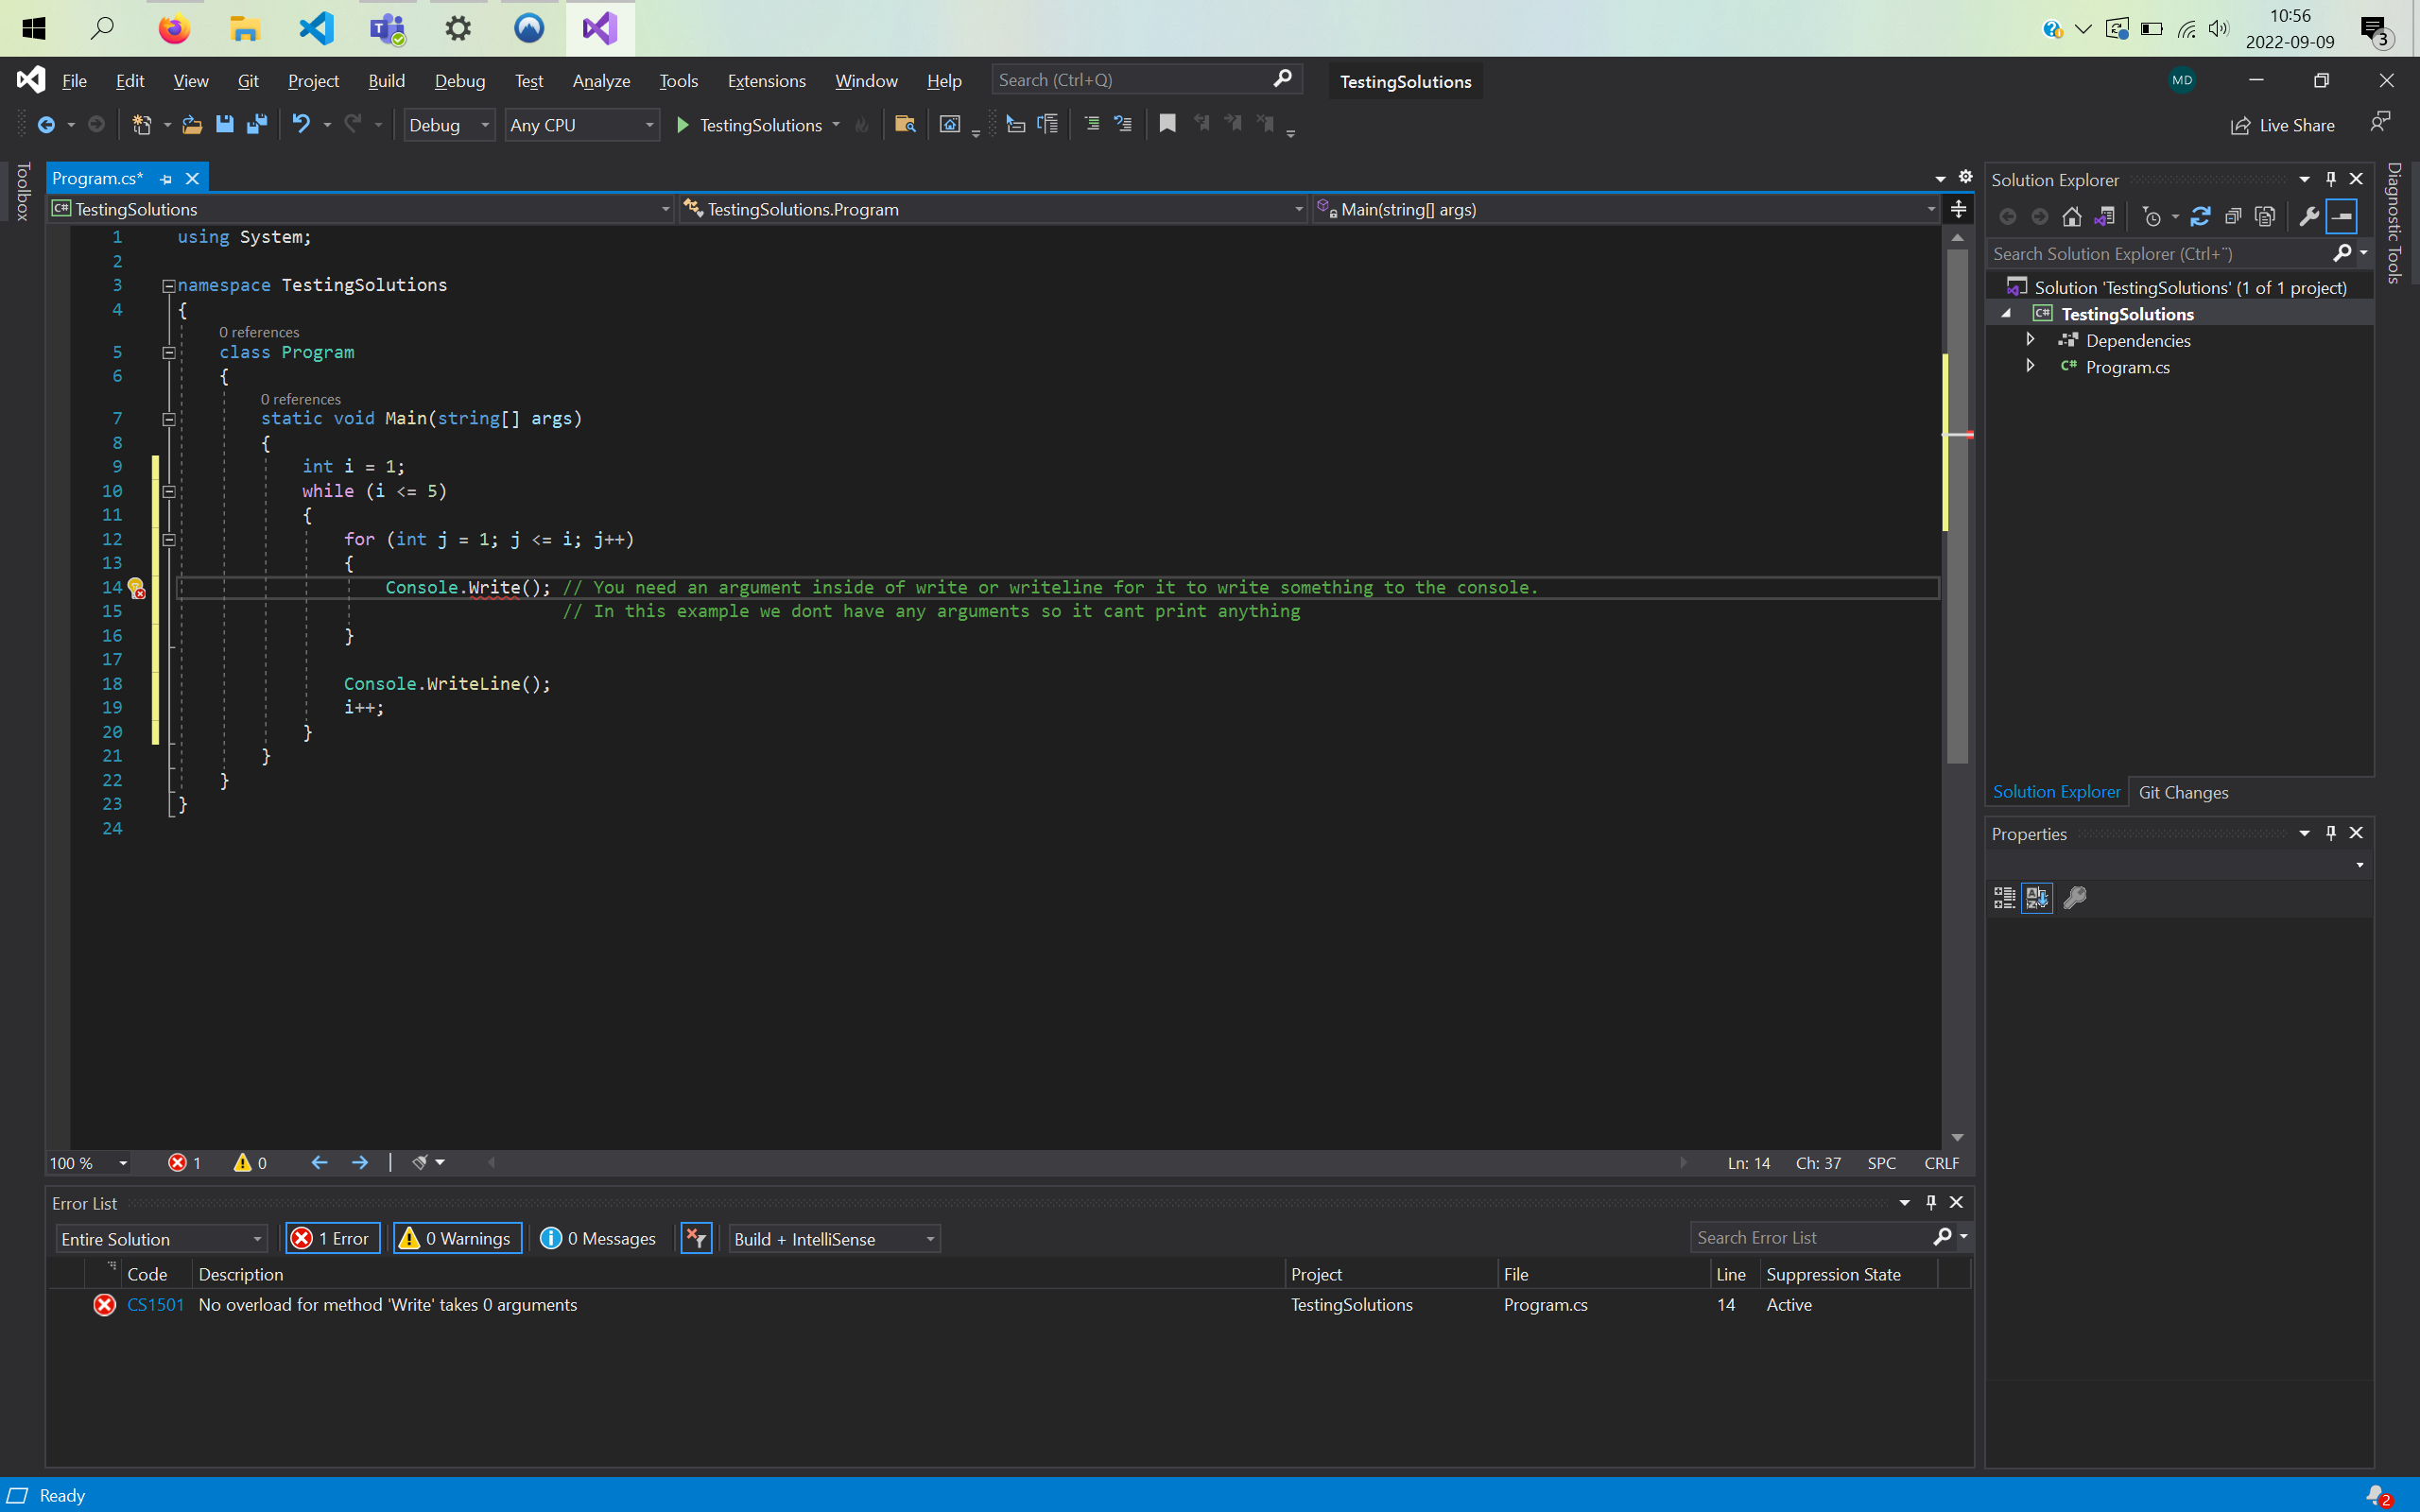 10:56
2022-09-09
3
File Edit View Git Project Build Debug Test Analyze Tools Extensions Window Help Search (Ctrl+Q) TestingSolutions MD
Debug Any CPU TestingSolutions Live Share
Toolbox
Program.cs*
TestingSolutions TestingSolutions.Program Main(string[] args)
1 using System;
2
3 namespace TestingSolutions
4 {
0 references
5 class Program
6 {
0 references
7 static void Main(string[] args)
8 {
9 int i = 1;
10 while (i <= 5)
11 {
12 for (int j = 1; j <= i; j++)
13 {
14 Console.Write(); // You need an argument inside of write or writeline for it to write something to the console.
15 // In this example we dont have any arguments so it cant print anything
16 }
17
18 Console.WriteLine();
19 i++;
20 }
21 }
22 }
23 }
24
100 % 1 0 Ln: 14 Ch: 37 SPC CRLF
Error List
Entire Solution 1 Error 0 Warnings 0 Messages Build + IntelliSense Search Error List
Code Description Project File Line Suppression State
CS1501 No overload for method 'Write' takes 0 arguments TestingSolutions Program.cs 14 Active
Solution Explorer
Search Solution Explorer (Ctrl+¨)
Solution 'TestingSolutions' (1 of 1 project)
C# TestingSolutions
Dependencies
C# Program.cs
Solution Explorer Git Changes
Properties
Diagnostic Tools
Ready
2